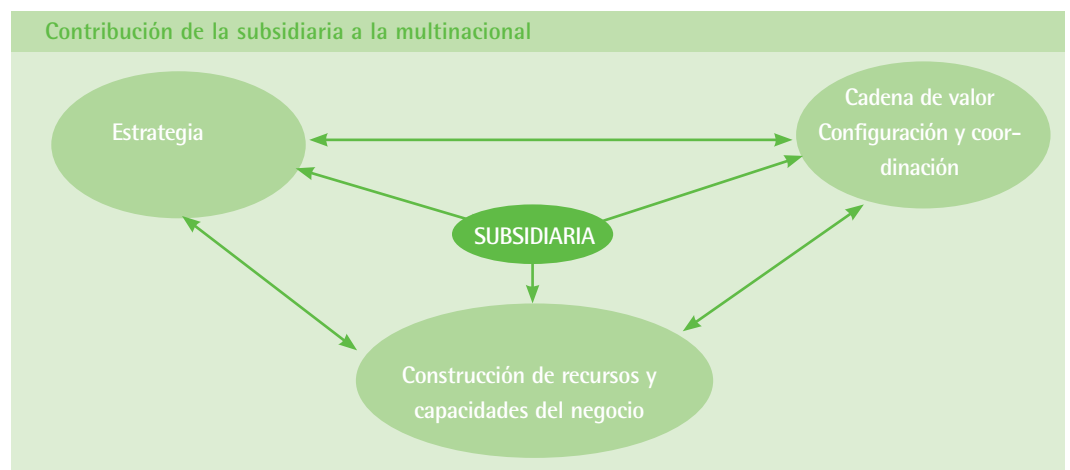 Contribución de la subsidiaria a la multinacional
Estrategia
Cadena de valor
Configuración y coor-
dinación
SUBSIDIARIA
Construcción de recursos y
capacidades del negocio